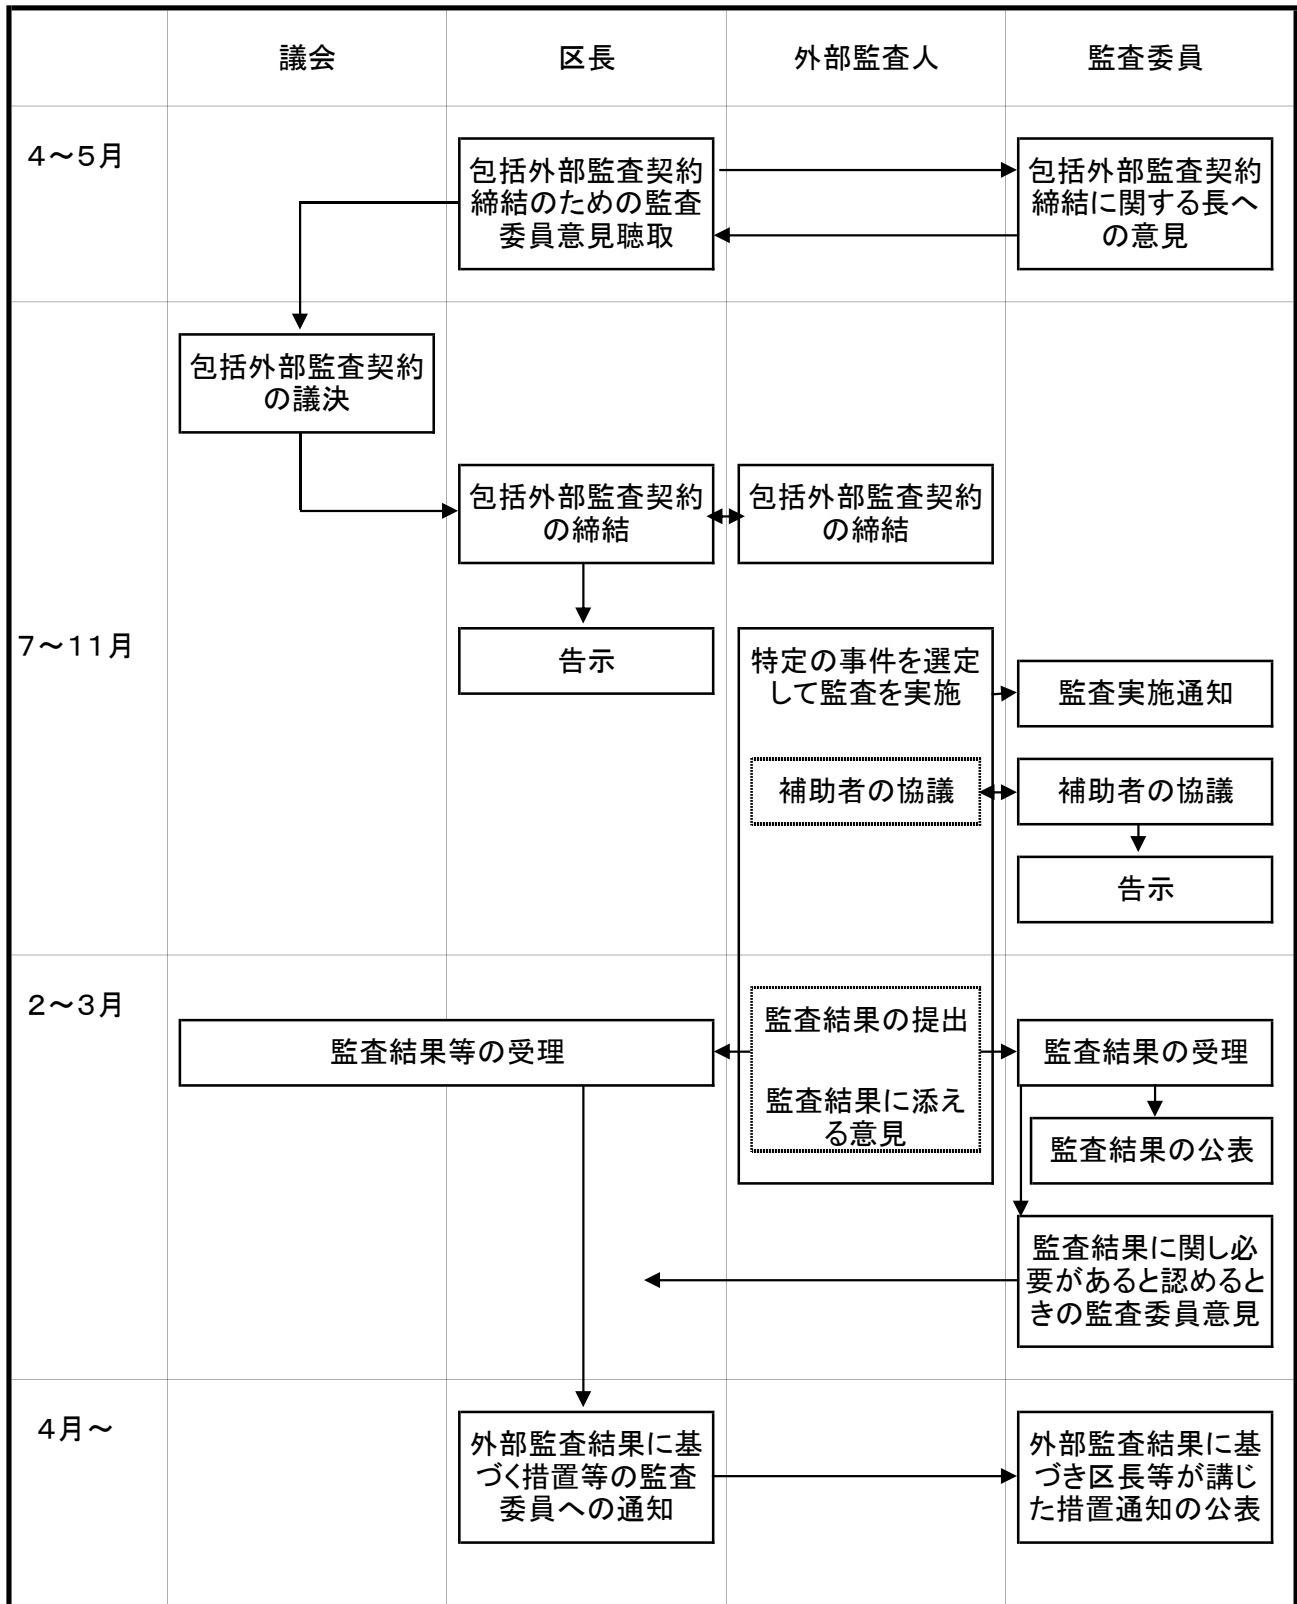 議会
区長
外部監査人
監査委員
４～５月
包括外部監査契約
締結のための監査
委員意見聴取
包括外部監査契約
締結に関する長へ
の意見
包括外部監査契約
の議決
包括外部監査契約
の締結
包括外部監査契約
の締結
７～１１月
告示
特定の事件を選定
して監査を実施
監査実施通知
補助者の協議
補助者の協議
告示
２～３月
監査結果等の受理
監査結果の提出
監査結果に添え
る意見
監査結果の受理
監査結果の公表
監査結果に関し必
要があると認めると
きの監査委員意見
４月～
外部監査結果に基
づく措置等の監査
委員への通知
外部監査結果に基
づき区長等が講じ
た措置通知の公表